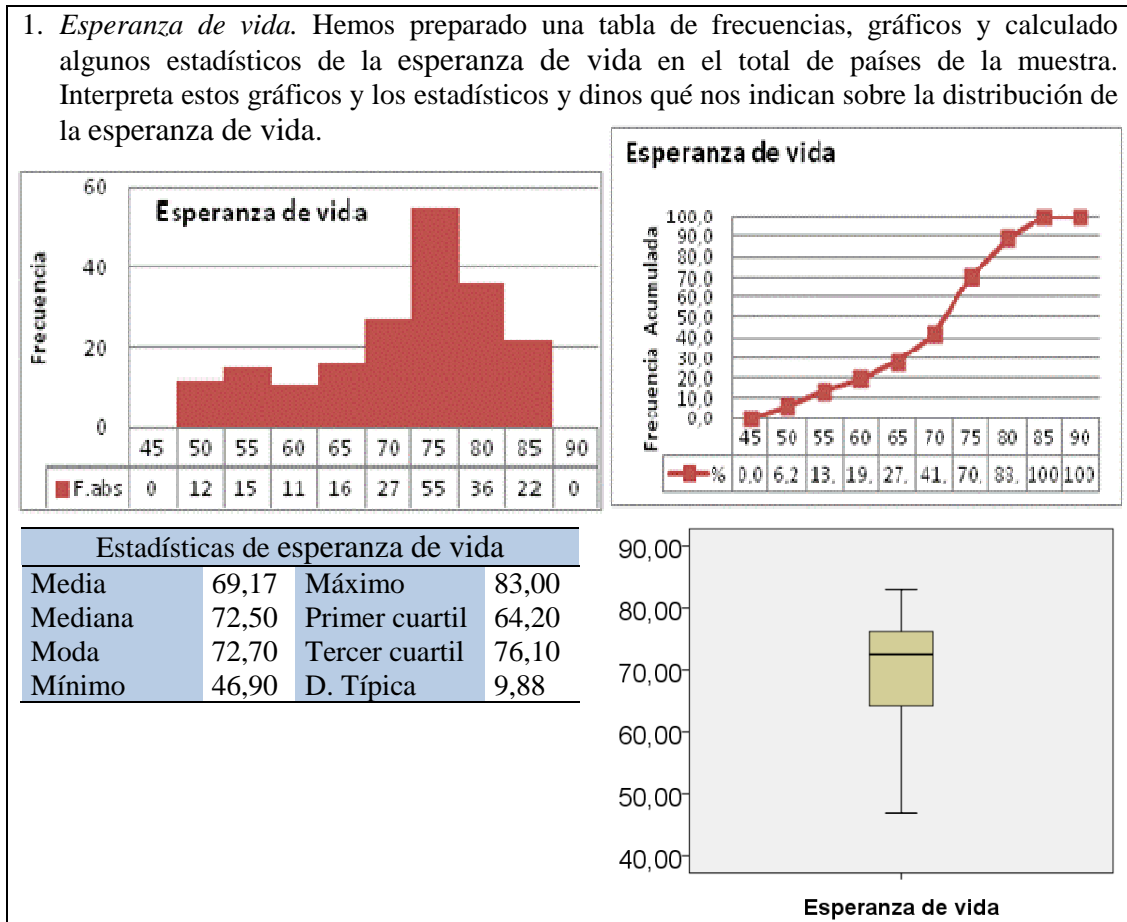 1. Esperanza de vida. Hemos preparado una tabla de frecuencias, gráficos y calculado
algunos estadísticos de la esperanza de vida en el total de países de la muestra.
Interpreta estos gráficos y los estadísticos y dinos qué nos indican sobre la distribución de
la esperanza de vida.
Esperanza de vida
Frecuencia
60
40
20
0
45 50 55 60 65 70 75 80 85 90
F.abs 0 12 15 11 16 27 55 36 22 0
Esperanza de vida
Frecuencia Acumulada
100,0
90,0
80,0
70,0
60,0
50,0
40,0
30,0
20,0
10,0
0,0
45 50 55 60 65 70 75 80 85 90
% 0,0 6,2 13, 19, 27, 41, 70, 88, 100 100
Estadísticas de esperanza de vida
Media 69,17 Máximo 83,00
Mediana 72,50 Primer cuartil 64,20
Moda 72,70 Tercer cuartil 76,10
Mínimo 46,90 D. Típica 9,88
90,00
80,00
70,00
60,00
50,00
40,00
Esperanza de vida